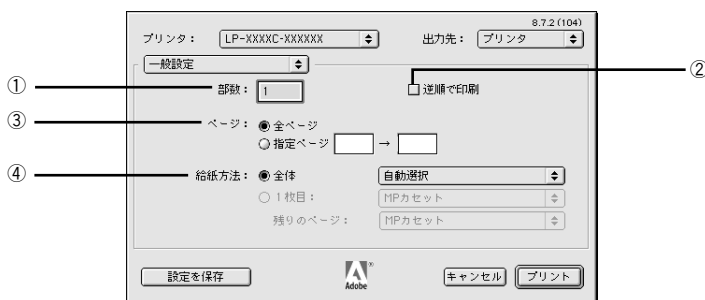 8.7.2 (104)
プリンタ： LP-XXXXC-XXXXXX 出力先： プリンタ
一般設定
① 部数： 1 逆順で印刷 ②
③ ページ： 全ページ
指定ページ →
④ 給紙方法： 全体 自動選択
1 枚目： MPカセット
残りのページ： MPカセット
設定を保存 Adobe ® キャンセル プリント